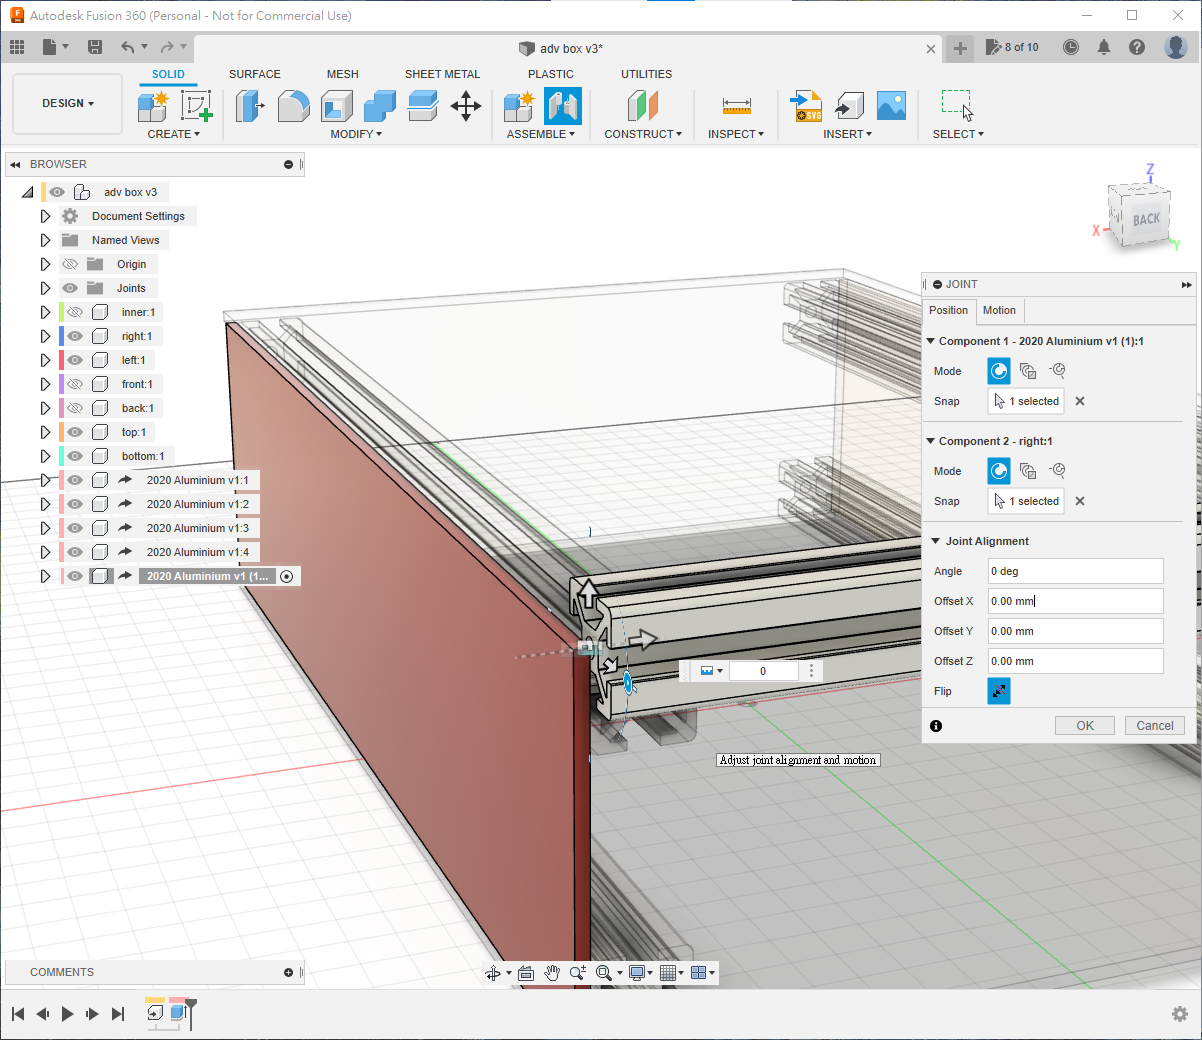 Autodesk Fusion 360 (Personal - Not for Commercial Use)
adv box v3*
8 of 10
DESIGN
SOLID
SURFACE
MESH
SHEET METAL
PLASTIC
UTILITIES
CREATE
MODIFY
ASSEMBLE
CONSTRUCT
INSPECT
INSERT
SELECT
SVG
BROWSER
adv box v3
Document Settings
Named Views
Origin
Joints
inner:1
right:1
left:1
front:1
back:1
top:1
bottom:1
2020 Aluminium v1:1
2020 Aluminium v1:2
2020 Aluminium v1:3
2020 Aluminium v1:4
2020 Aluminium v1 (1...
Z
BACK
X
Y
JOINT
Position
Motion
Component 1 - 2020 Aluminium v1 (1):1
Mode
Snap
1 selected
Component 2 - right:1
Mode
Snap
1 selected
Joint Alignment
Angle
0 deg
Offset X
0.00 mm
Offset Y
0.00 mm
Offset Z
0.00 mm
Flip
OK
Cancel
0
Adjust joint alignment and motion
COMMENTS